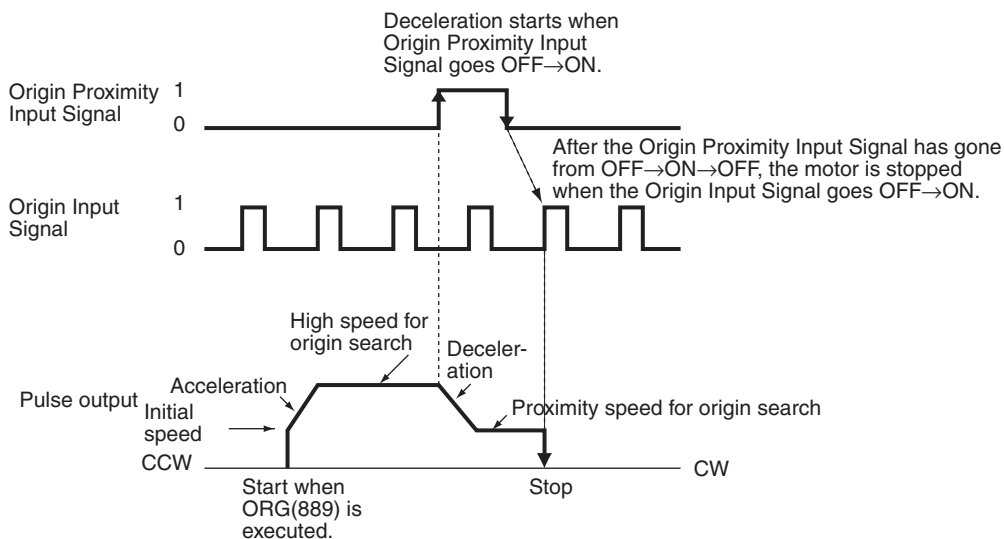 Deceleration starts when
Origin Proximity Input
Signal goes OFF→ON.
Origin Proximity
Input Signal
1
0
After the Origin Proximity Input Signal has gone
from OFF→ON→OFF, the motor is stopped
when the Origin Input Signal goes OFF→ON.
Origin Input
Signal
1
0
High speed for
origin search
Deceler-
ation
Acceleration
Pulse output
Initial
speed
Proximity speed for origin search
CCW
CW
Start when
ORG(889) is
executed.
Stop